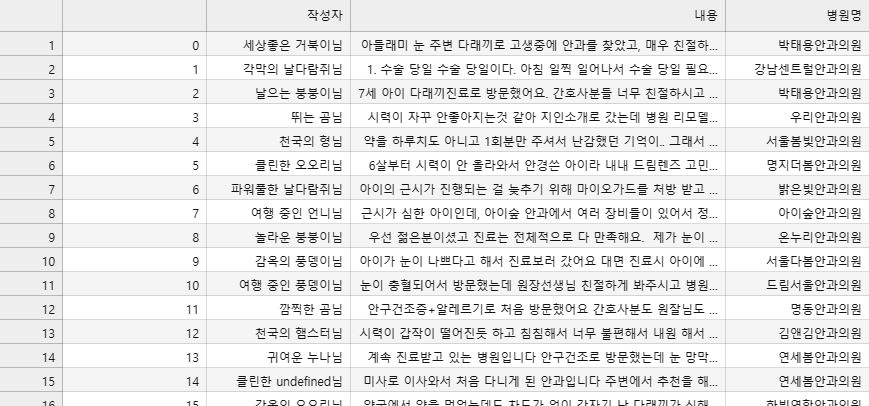 작성자 내용 병원명
1 0 세상좋은 거북이님 아들래미 눈 주변 다래끼로 고생중에 안과를 찾았고, 매우 친절하... 박태용안과의원
2 1 각막의 날다람쥐님 1. 수술 당일 수술 당일이다. 아침 일찍 일어나서 수술 당일 필요... 강남센트럴안과의원
3 2 날으는 붕붕이님 7세 아이 다래끼진료로 방문했어요. 간호사분들 너무 친절하시고 ... 박태용안과의원
4 3 뛰는 곰님 시력이 자꾸 안좋아지는것 같아 지인소개로 갔는데 병원 리모델... 우리안과의원
5 4 천국의 형님 약을 하루치도 아니고 1회분만 주셔서 난감했던 기억이.. 그래서 ... 서울봄빛안과의원
6 5 클린한 오오리님 6살부터 시력이 안 올라와서 안경쓴 아이라 내내 드림렌즈 고민... 명지더봄안과의원
7 6 파워풀한 날다람쥐님 아이의 근시가 진행되는 걸 늦추기 위해 마이오가드를 처방 받고 ... 밝은빛안과의원
8 7 여행 중인 언니님 근시가 심한 아이인데, 아이숲 안과에서 여러 장비들이 있어서 정... 아이숲안과의원
9 8 놀라운 붕붕이님 우선 젊은분이셨고 진료는 전체적으로 다 만족해요. 제가 눈이 ... 온누리안과의원
10 9 감옥의 풍뎅이님 아이가 눈이 나쁘다고 해서 진료보러 갔어요 대면 진료시 아이에 ... 서울다봄안과의원
11 10 여행 중인 풍뎅이님 눈이 충혈되어서 방문했는데 원장선생님 친절하게 봐주시고 병원... 드림서울안과의원
12 11 깜찍한 곰님 안구건조증+알레르기로 처음 방문했어요 간호사분도 원잘님도 ... 명동안과의원
13 12 천국의 햄스터님 시력이 갑작이 떨어진듯 하고 침침해서 너무 불편해서 내원 해서 ... 김앤김안과의원
14 13 귀여운 누나님 계속 진료받고 있는 병원입니다 안구건조로 방문했는데 눈 망막... 연세봄안과의원
15 14 클린한 undefined님 미사로 이사와서 처음 다니게 된 안과입니다 주변에서 추천을 해... 연세봄안과의원
16 15